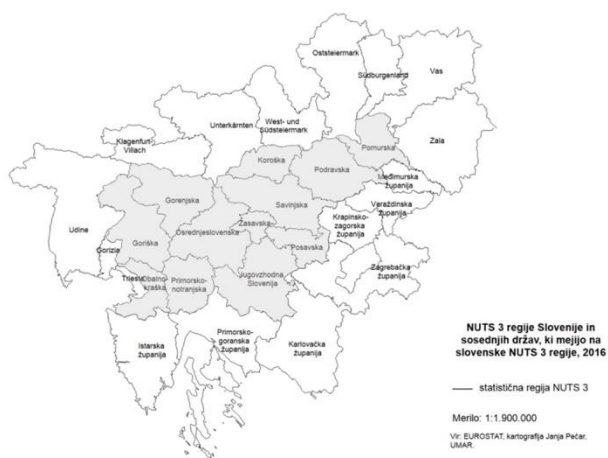 Oststeiermark
Südburgenland
Vas
Unterkärnten
West- und
Südsteiermark
Zala
Klagenfurt-
Villach
Pomurska
Koroška
Podravska
Međimurska
županija
Gorenjska
Savinjska
Varaždinska
županija
Krapinsko-
zagorska
županija
Udine
Goriška
Osrednjeslovenska
Zasavska
Posavska
Gorizia
Zagrebačka
županija
Trieste
Obalno-
kraška
Primorsko-
notranjska
Jugovzhodna
Slovenija
Istarska
županija
Primorsko-
goranska
županija
Karlovačka
županija
NUTS 3 regije Slovenije in
sosednjih držav, ki mejijo na
slovenske NUTS 3 regije, 2016
statistična regija NUTS 3
Merilo: 1:1.900.000
Vir: EUROSTAT, kartografija Janja Pečar,
UMAR.